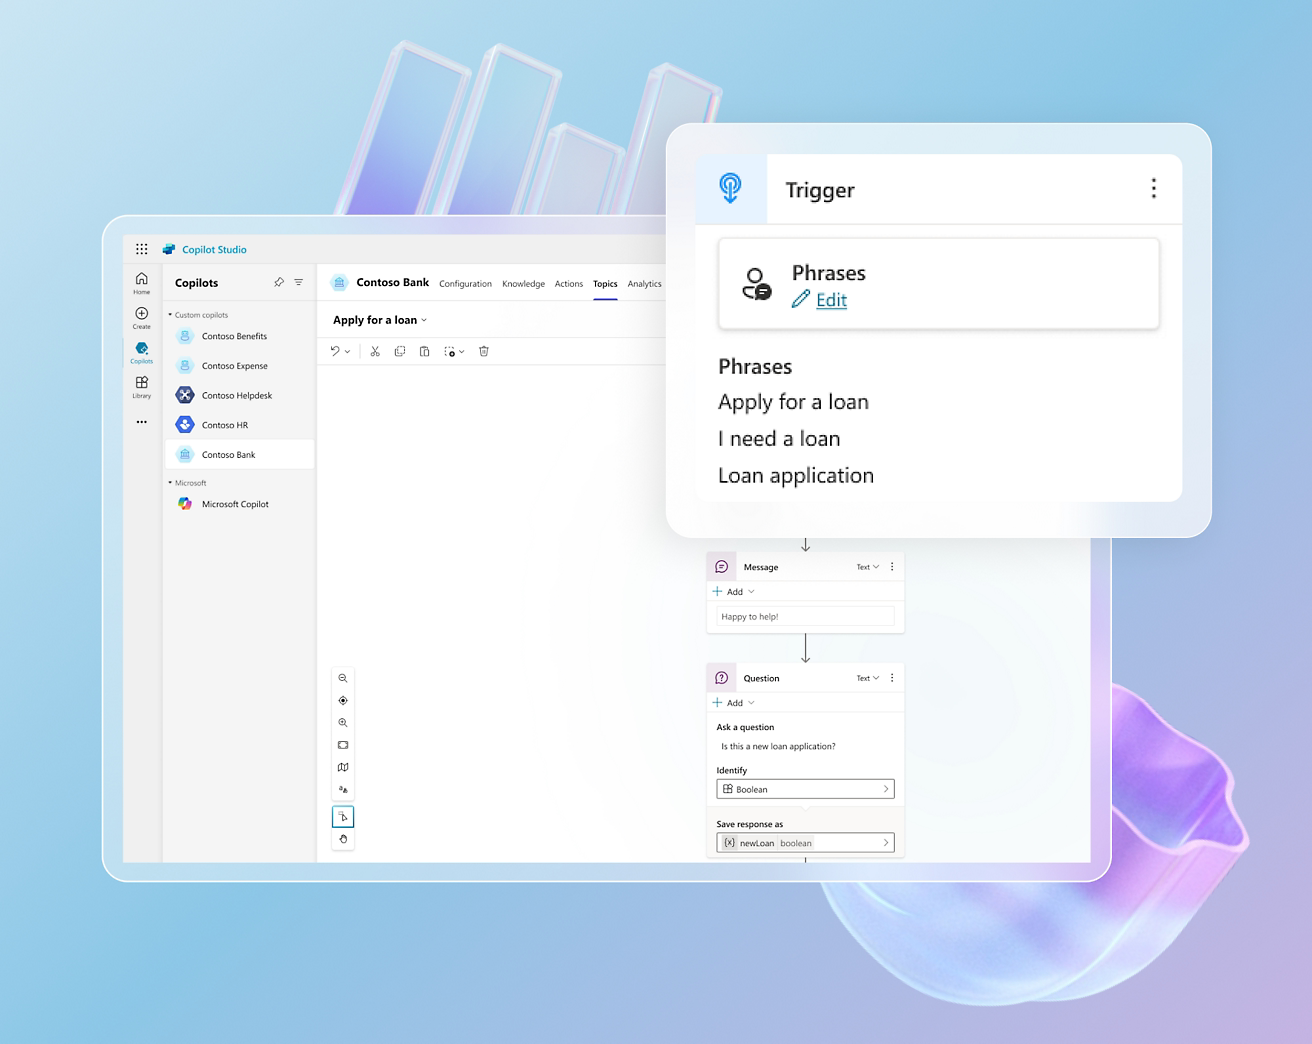 Copilot Studio
Home
Create
Copilots
Library
Copilots
Custom copilots
Contoso Benefits
Contoso Expense
Contoso Helpdesk
Contoso HR
Contoso Bank
Microsoft
Microsoft Copilot
Contoso Bank Configuration Knowledge Actions Topics Analytics
Apply for a loan
Trigger
Phrases
Edit
Phrases
Apply for a loan
I need a loan
Loan application
Message Text
Add
Happy to help!
Question Text
Add
Ask a question
Is this a new loan application?
Identify
Boolean
Save response as
{x} newLoan boolean